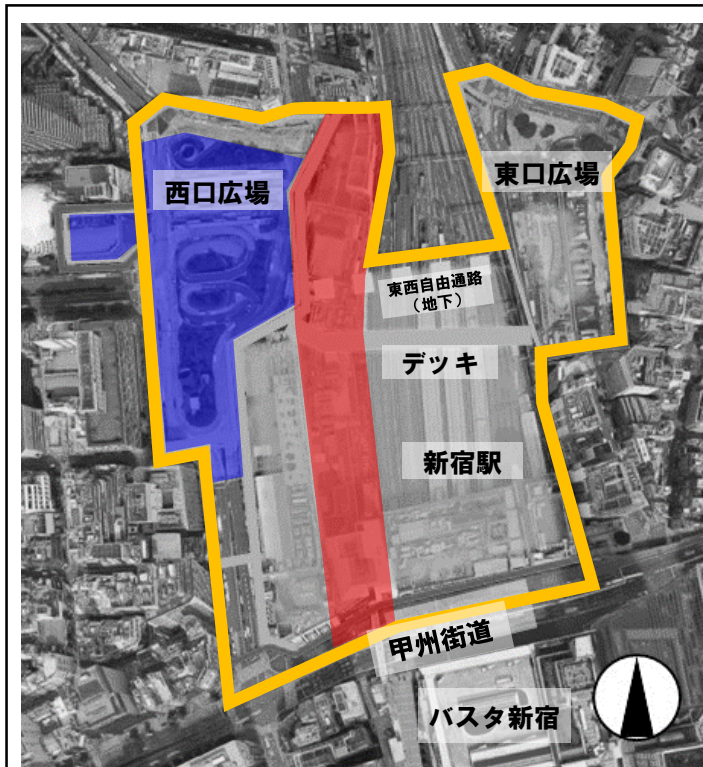 西口広場
東口広場
東西自由通路
（地下）
デッキ
新宿駅
甲州街道
バスタ新宿